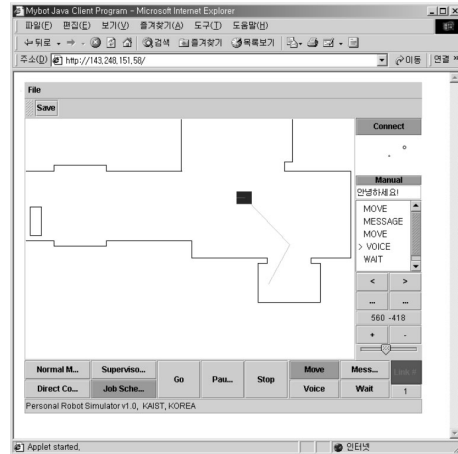 Mybot Java Client Program - Microsoft Internet Explorer
파일(F) 편집(E) 보기(V) 즐겨찾기(A) 도구(T) 도움말(H)
뒤로 검색 즐겨찾기 목록보기
주소(D) http://143.248.151.58/ 이동 연결 »
File
Save
Connect
Manual
안녕하세요!
MOVE
MESSAGE
MOVE
> VOICE
WAIT
< >
... ...
560 -418
+ -
Normal M... Superviso... Go Pau... Stop Move Mess... Link #
Direct Co... Job Sche... Voice Wait 1
Personal Robot Simulator v1.0, KAIST, KOREA
Applet started. 인터넷